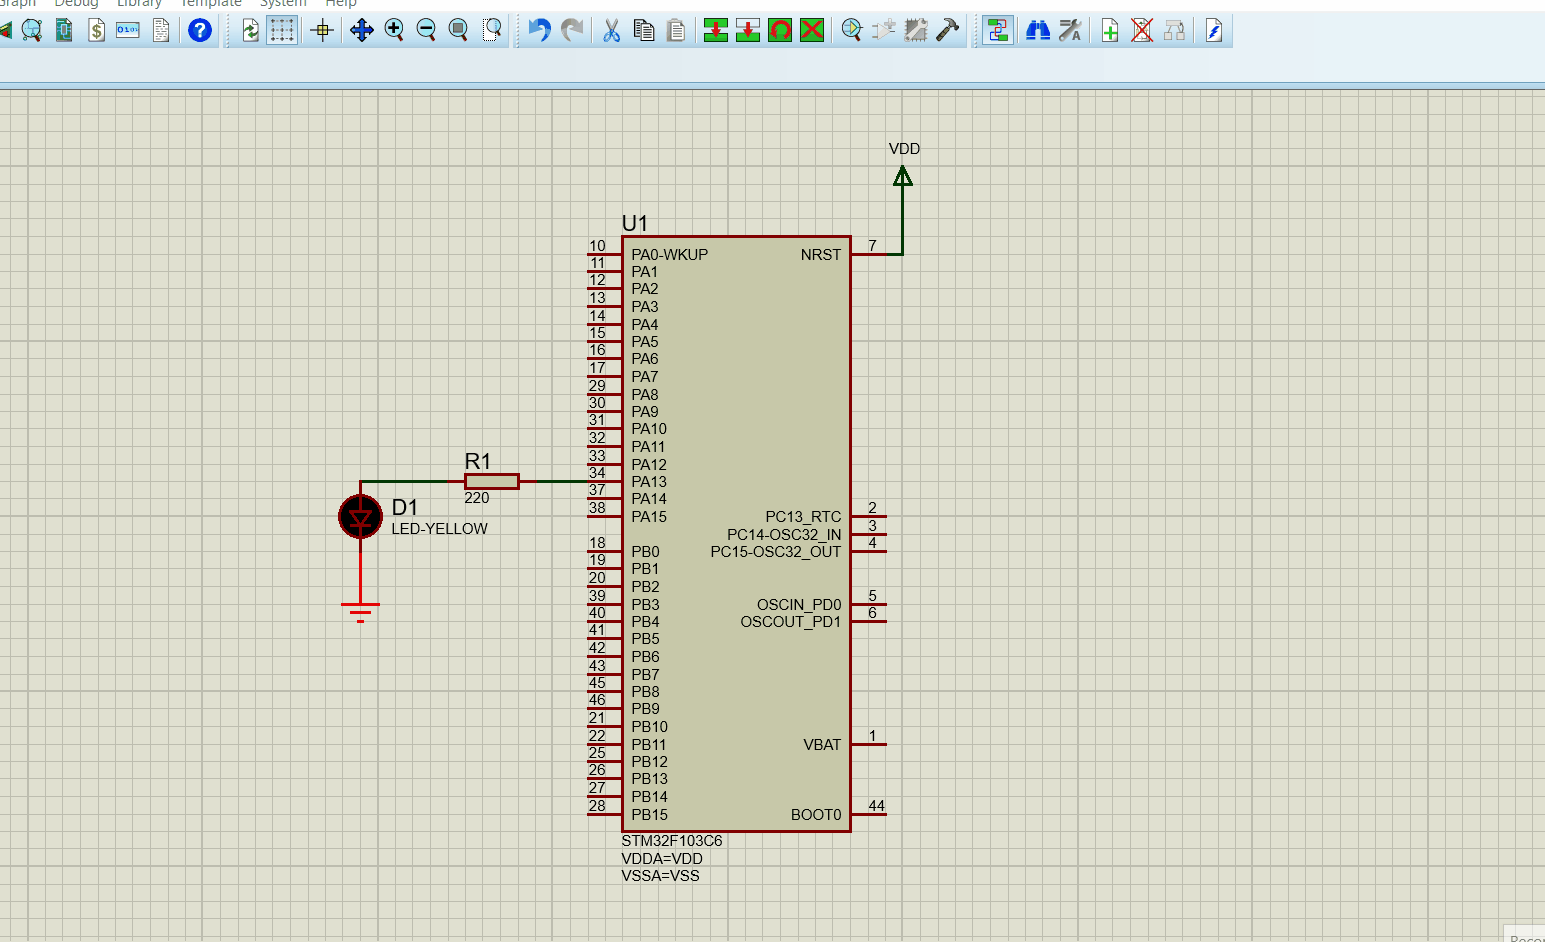 Graph Debug Library Template System Help
$
0101
?
VDD
U1
10 PA0-WKUP NRST 7
11 PA1
12 PA2
13 PA3
14 PA4
15 PA5
16 PA6
17 PA7
29 PA8
30 PA9
31 PA10
32 PA11
33 PA12
R1
34 PA13
220
37 PA14
D1
38 PA15 PC13_RTC 2
LED-YELLOW
PC14-OSC32_IN 3
18 PB0 PC15-OSC32_OUT 4
19 PB1
20 PB2
39 PB3 OSCIN_PD0 5
40 PB4 OSCOUT_PD1 6
41 PB5
42 PB6
43 PB7
45 PB8
46 PB9
21 PB10
22 PB11 VBAT 1
25 PB12
26 PB13
27 PB14
28 PB15 BOOT0 44
STM32F103C6
VDDA=VDD
VSSA=VSS